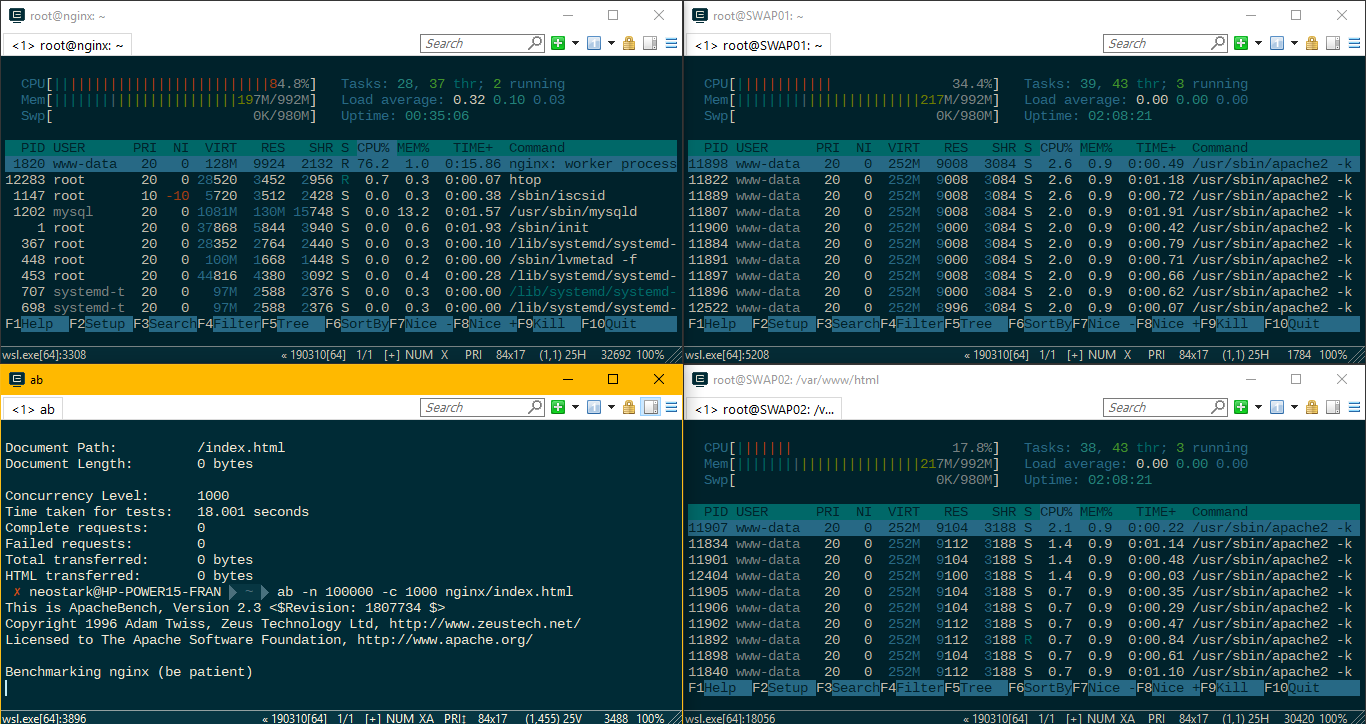 root@nginx: ~
<1> root@nginx: ~
Search
CPU[||||||||||||||||||||||||||||84.8%] Tasks: 28, 37 thr; 2 running
Mem[|||||||||||||||||||||||197M/992M] Load average: 0.32 0.10 0.03
Swp[ 0K/980M] Uptime: 00:35:06
PID USER PRI NI VIRT RES SHR S CPU% MEM% TIME+ Command
1820 www-data 20 0 128M 9924 2132 R 76.2 1.0 0:15.86 nginx: worker process
12283 root 20 0 28520 3452 2956 R 0.7 0.3 0:00.07 htop
1147 root 10 -10 5720 3512 2428 S 0.0 0.3 0:00.38 /sbin/iscsid
1202 mysql 20 0 1081M 130M 15748 S 0.0 13.2 0:01.57 /usr/sbin/mysqld
1 root 20 0 37868 5844 3940 S 0.0 0.6 0:01.93 /sbin/init
367 root 20 0 28352 2764 2440 S 0.0 0.3 0:00.10 /lib/systemd/systemd-
448 root 20 0 100M 1668 1448 S 0.0 0.2 0:00.00 /sbin/lvmetad -f
453 root 20 0 44816 4380 3092 S 0.0 0.4 0:00.28 /lib/systemd/systemd-
707 systemd-t 20 0 97M 2588 2376 S 0.0 0.3 0:00.00 /lib/systemd/systemd-
698 systemd-t 20 0 97M 2588 2376 S 0.0 0.3 0:00.00 /lib/systemd/systemd-
F1Help F2Setup F3SearchF4FilterF5Tree F6SortByF7Nice -F8Nice +F9Kill F10Quit
wsl.exe[64]:3308 « 190310[64] 1/1 [+] NUM X PRI 84x17 (1,1) 25H 32692 100%
root@SWAP01: ~
<1> root@SWAP01: ~
Search
CPU[|||||||||||| 34.4%] Tasks: 39, 43 thr; 3 running
Mem[|||||||||||||||||||||||217M/992M] Load average: 0.00 0.00 0.00
Swp[ 0K/980M] Uptime: 02:08:21
PID USER PRI NI VIRT RES SHR S CPU% MEM% TIME+ Command
11898 www-data 20 0 252M 9008 3084 S 2.6 0.9 0:00.49 /usr/sbin/apache2 -k
11822 www-data 20 0 252M 9008 3084 S 2.6 0.9 0:01.18 /usr/sbin/apache2 -k
11889 www-data 20 0 252M 9008 3084 S 2.6 0.9 0:00.72 /usr/sbin/apache2 -k
11807 www-data 20 0 252M 9008 3084 S 2.0 0.9 0:01.91 /usr/sbin/apache2 -k
11900 www-data 20 0 252M 9000 3084 S 2.0 0.9 0:00.42 /usr/sbin/apache2 -k
11884 www-data 20 0 252M 9008 3084 S 2.0 0.9 0:00.79 /usr/sbin/apache2 -k
11891 www-data 20 0 252M 9000 3084 S 2.0 0.9 0:00.71 /usr/sbin/apache2 -k
11897 www-data 20 0 252M 9008 3084 S 2.0 0.9 0:00.66 /usr/sbin/apache2 -k
11896 www-data 20 0 252M 9000 3084 S 2.0 0.9 0:00.62 /usr/sbin/apache2 -k
12522 www-data 20 0 252M 8996 3084 S 2.0 0.9 0:00.07 /usr/sbin/apache2 -k
F1Help F2Setup F3SearchF4FilterF5Tree F6SortByF7Nice -F8Nice +F9Kill F10Quit
wsl.exe[64]:5208 « 190310[64] 1/1 [+] NUM X PRI 84x17 (1,1) 25H 1784 100%
ab
<1> ab
Search
Document Path: /index.html
Document Length: 0 bytes
Concurrency Level: 1000
Time taken for tests: 18.001 seconds
Complete requests: 0
Failed requests: 0
Total transferred: 0 bytes
HTML transferred: 0 bytes
✗ neostark@HP-POWER15-FRAN ~ ab -n 100000 -c 1000 nginx/index.html
This is ApacheBench, Version 2.3 <$Revision: 1807734 $>
Copyright 1996 Adam Twiss, Zeus Technology Ltd, http://www.zeustech.net/
Licensed to The Apache Software Foundation, http://www.apache.org/
Benchmarking nginx (be patient)
wsl.exe[64]:3896 « 190310[64] 1/1 [+] NUM XA PRI↕ 84x17 (1,455) 25V 3488 100%
root@SWAP02: /var/www/html
<1> root@SWAP02: /v...
Search
CPU[||||||| 17.8%] Tasks: 38, 43 thr; 3 running
Mem[|||||||||||||||||||||||217M/992M] Load average: 0.00 0.00 0.00
Swp[ 0K/980M] Uptime: 02:08:21
PID USER PRI NI VIRT RES SHR S CPU% MEM% TIME+ Command
11907 www-data 20 0 252M 9104 3188 S 2.1 0.9 0:00.22 /usr/sbin/apache2 -k
11834 www-data 20 0 252M 9112 3188 S 1.4 0.9 0:01.14 /usr/sbin/apache2 -k
11901 www-data 20 0 252M 9104 3188 S 1.4 0.9 0:00.48 /usr/sbin/apache2 -k
12404 www-data 20 0 252M 9100 3188 S 1.4 0.9 0:00.03 /usr/sbin/apache2 -k
11905 www-data 20 0 252M 9104 3188 S 0.7 0.9 0:00.35 /usr/sbin/apache2 -k
11906 www-data 20 0 252M 9104 3188 S 0.7 0.9 0:00.29 /usr/sbin/apache2 -k
11902 www-data 20 0 252M 9112 3188 S 0.7 0.9 0:00.47 /usr/sbin/apache2 -k
11892 www-data 20 0 252M 9112 3188 R 0.7 0.9 0:00.84 /usr/sbin/apache2 -k
11898 www-data 20 0 252M 9104 3188 S 0.7 0.9 0:00.61 /usr/sbin/apache2 -k
11840 www-data 20 0 252M 9112 3188 S 0.7 0.9 0:01.10 /usr/sbin/apache2 -k
F1Help F2Setup F3SearchF4FilterF5Tree F6SortByF7Nice -F8Nice +F9Kill F10Quit
wsl.exe[64]:18056 « 190310[64] 1/1 [+] NUM XA PRI 84x17 (1,1) 25H 30420 100%